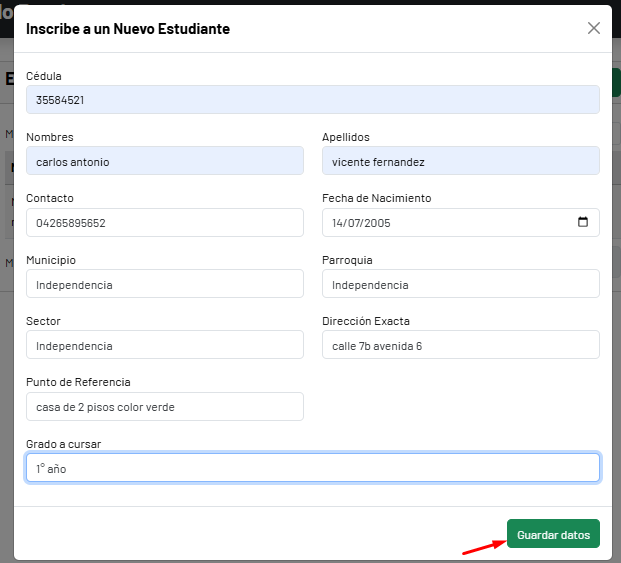 Inscribe a un Nuevo Estudiante
Cédula
35584521
Nombres Apellidos
carlos antonio vicente fernandez
Contacto Fecha de Nacimiento
04265895652 14/07/2005
Municipio Parroquia
Independencia Independencia
Sector Dirección Exacta
Independencia calle 7b avenida 6
Punto de Referencia
casa de 2 pisos color verde
Grado a cursar
1° año
Guardar datos